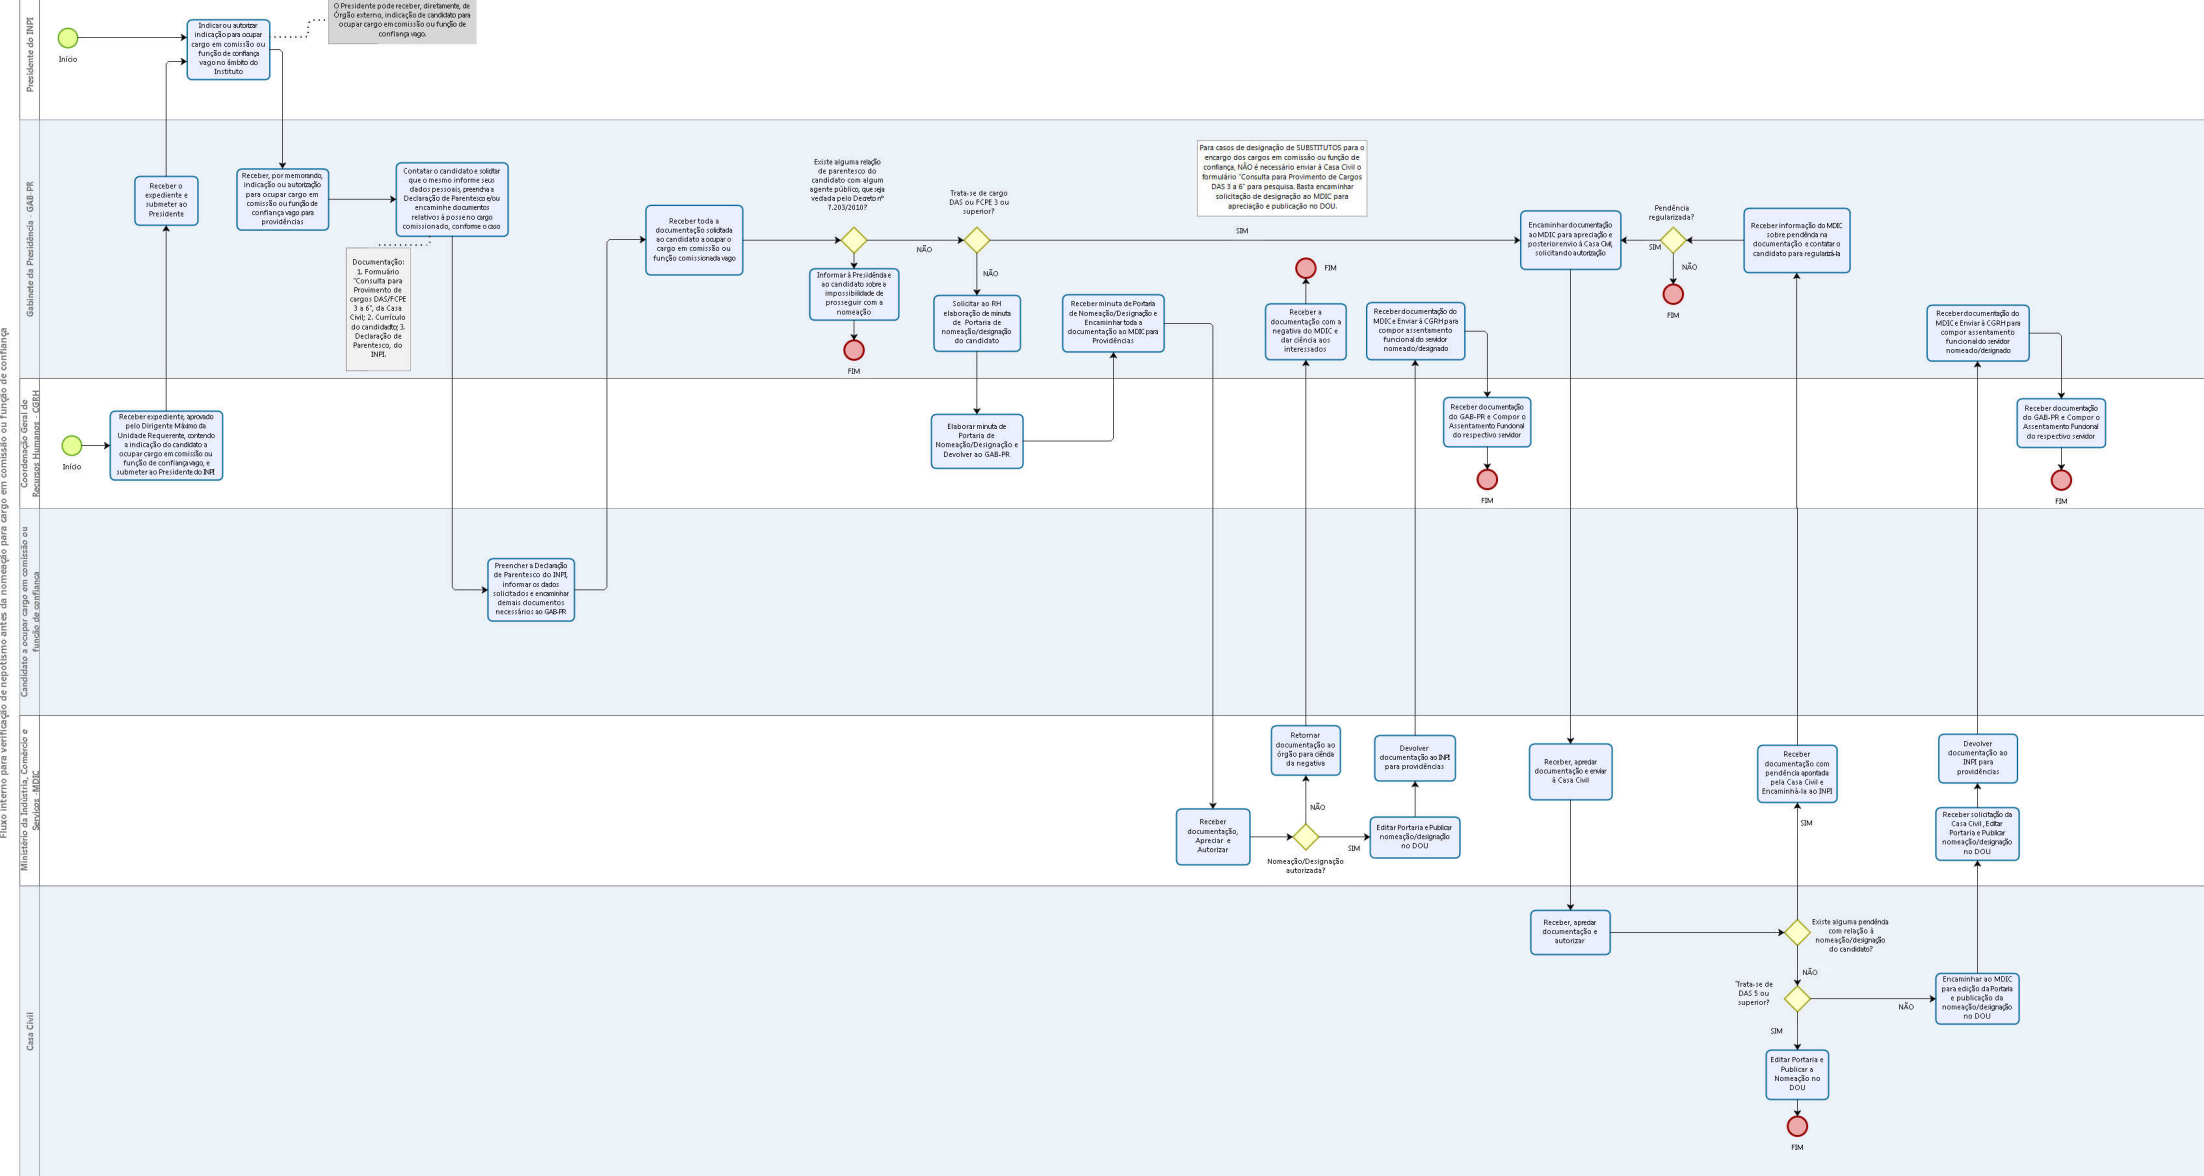 Fluxo interno para verificação de nepotismo antes da nomeação para cargo em comissão ou função de confiança
Presidente do INPI
Início
Indicar ou autorizar
indicação para ocupar
cargo em comissão ou
função de confiança
vago no âmbito do
Instituto
O Presidente pode receber, diretamente, de
Órgão externo, indicação de candidato para
ocupar cargo em comissão ou função de
confiança vago.
Gabinete da Presidência - GAB-PR
Receber o
expediente e
submeter ao
Presidente
Receber, por memorando,
indicação ou autorização
para ocupar cargo em
comissão ou função de
confiança vago para
providências
Contatar o candidato e solicitar
que o mesmo informe seus
dados pessoais, preencha a
Declaração de Parentesco e/ou
encaminhe documentos
relativos à posse no cargo
comissionado, conforme o caso
Documentação:
1. Formuário
"Consulta para
Provimento de
cargos DAS/FCPE
3 a 6", da Casa
Civil; 2. Currículo
do candidadto; 3.
Declaração de
Parentesco, do
INPI.
Receber toda a
documentação solicitada
ao candidato a ocupar o
cargo em comissão ou
função comissionada vago
Existe alguma relação
de parentesco do
candidato com algum
agente público, que seja
vedada pelo Decreto nº
7.203/2010?
NÃO
Informar à Presidência e
ao candidato sobre a
impossibilidade de
prosseguir com a
nomeação
FIM
Trata-se de cargo
DAS ou FCPE 3 ou
superior?
SIM
NÃO
Solicitar ao RH
elaboração de minuta
de Portaria de
nomeação/designação
do candidato
Receber minuta de Portaria
de Nomeação/Designação e
Encaminhar toda a
documentação ao MDIC para
Providências
Para casos de designação de SUBSTITUTOS para o
encargo dos cargos em comissão ou função de
confiança, NÃO é necessário enviar à Casa Civil o
formulário "Consulta para Provimento de Cargos
DAS 3 a 6" para pesquisa. Basta encaminhar
solicitação de designação ao MDIC para
apreciação e publicação no DOU.
FIM
Receber a
documentação com a
negativa do MDIC e
dar ciência aos
interessados
Receber documentação do
MDIC e Enviar à CGRH para
compor assentamento
funcional do servidor
nomeado/designado
Encaminhar documentação
ao MDIC para apreciação e
posterior envio à Casa Civil,
solicitando autorização
Pendência
regularizada?
SIM
NÃO
FIM
Receber informação do MDIC
sobre pendência na
documentação e contatar o
candidato para regularizá-la
Receber documentação do
MDIC e Enviar à CGRH para
compor assentamento
funcional do servidor
nomeado/designado
Coordenação Geral de
Recursos Humanos - CGRH
Início
Receber expediente, aprovado
pelo Dirigente Máximo da
Unidade Requerente, contendo
a indicação do candidato a
ocupar cargo em comissão ou
função de confiança vago, e
submeter ao Presidente do INPI
Elaborar minuta de
Portaria de
Nomeação/Designação e
Devolver ao GAB-PR
Receber documentação
do GAB-PR e Compor o
Assentamento Funcional
do respectivo servidor
FIM
Receber documentação
do GAB-PR e Compor o
Assentamento Funcional
do respectivo servidor
FIM
Candidato a ocupar cargo em comissão ou
função de confiança
Preencher a Declaração
de Parentesco do INPI,
informar os dados
solicitados e encaminhar
demais documentos
necessários ao GAB-PR
Ministério da Indústria, Comércio e
Serviços - MDIC
Receber
documentação,
Apreciar e
Autorizar
Nomeação/Designação
autorizada?
NÃO
SIM
Retornar
documentação ao
órgão para ciência
da negativa
Devolver
documentação ao INPI
para providências
Editar Portaria e Publicar
nomeação/designação
no DOU
Receber, apreciar
documentação e enviar
à Casa Civil
Receber
documentação com
pendência apontada
pela Casa Civil e
Encaminhá-la ao INPI
SIM
Devolver
documentação ao
INPI para
providências
Receber solicitação da
Casa Civil, Editar
Portaria e Publicar
nomeação/designação
no DOU
Casa Civil
Receber, apreciar
documentação e
autorizar
Existe alguma pendência
com relação à
nomeação/designação
do candidato?
NÃO
Trata-se de
DAS 5 ou
superior?
NÃO
SIM
Encaminhar ao MDIC
para edição da Portaria
e publicação da
nomeação/designação
no DOU
Editar Portaria e
Publicar a
Nomeação no
DOU
FIM